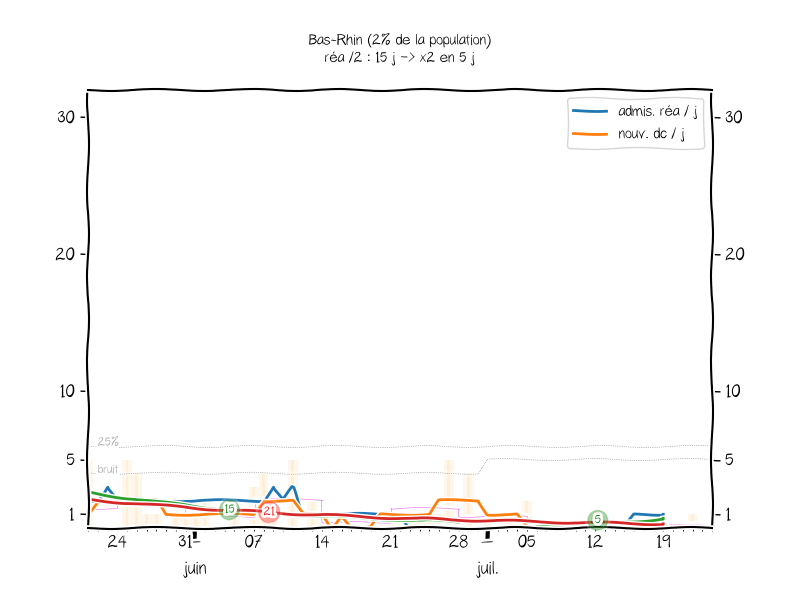 Bas-Rhin (2% de la population)
réa /2 : 15 j -> x2 en 5 j
admis. réa / j
nouv. dc / j
30 30
20 20
10 10
25%
5 5
bruit
15 21 5
1 1
24 31 07 14 21 28 05 12 19
juin juil.